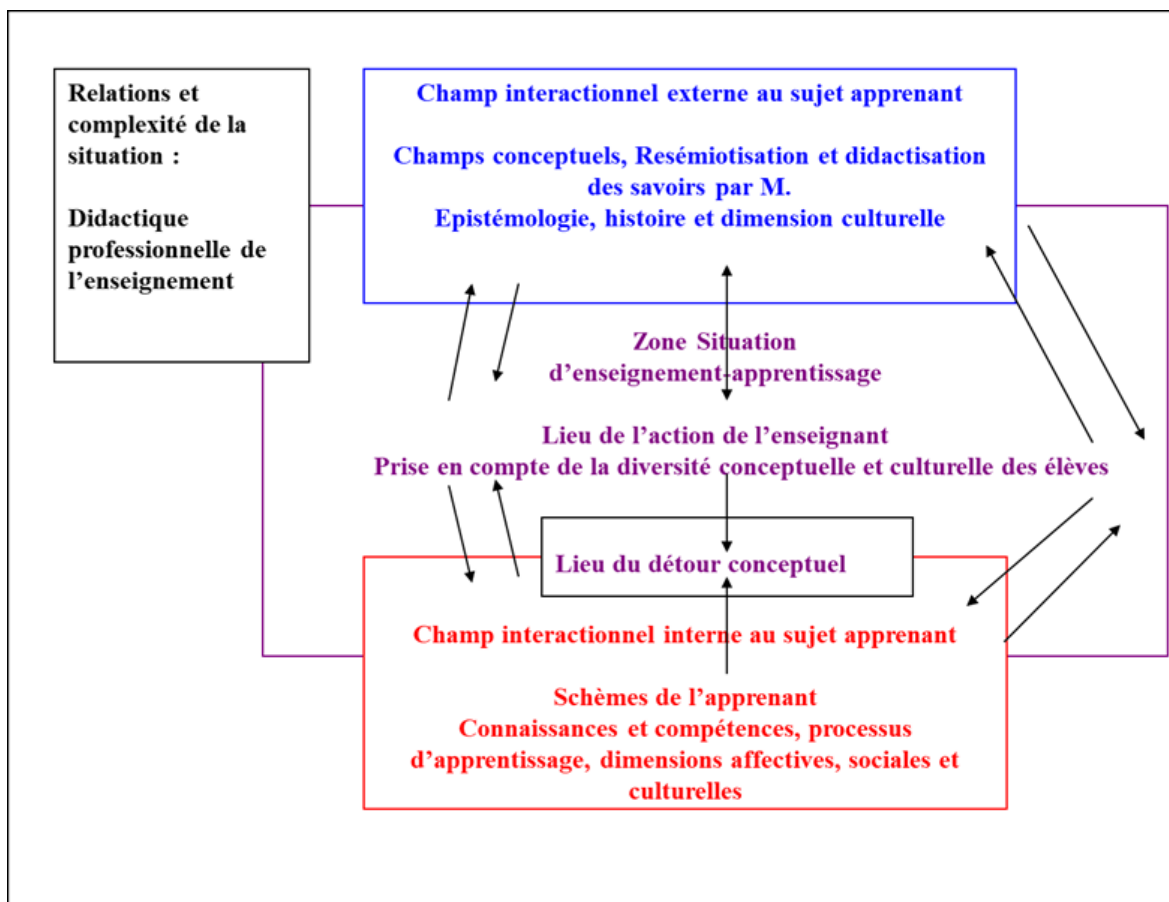 Relations et
complexité de la
situation :
Didactique
professionnelle de
l'enseignement
Champ interactionnel externe au sujet apprenant
Champs conceptuels, Resémiotisation et didactisation
des savoirs par M.
Epistémologie, histoire et dimension culturelle
Zone Situation
d'enseignement-apprentissage
Lieu de l'action de l'enseignant
Prise en compte de la diversité conceptuelle et culturelle des élèves
Lieu du détour conceptuel
Champ interactionnel interne au sujet apprenant
Schèmes de l'apprenant
Connaissances et compétences, processus
d'apprentissage, dimensions affectives, sociales et
culturelles